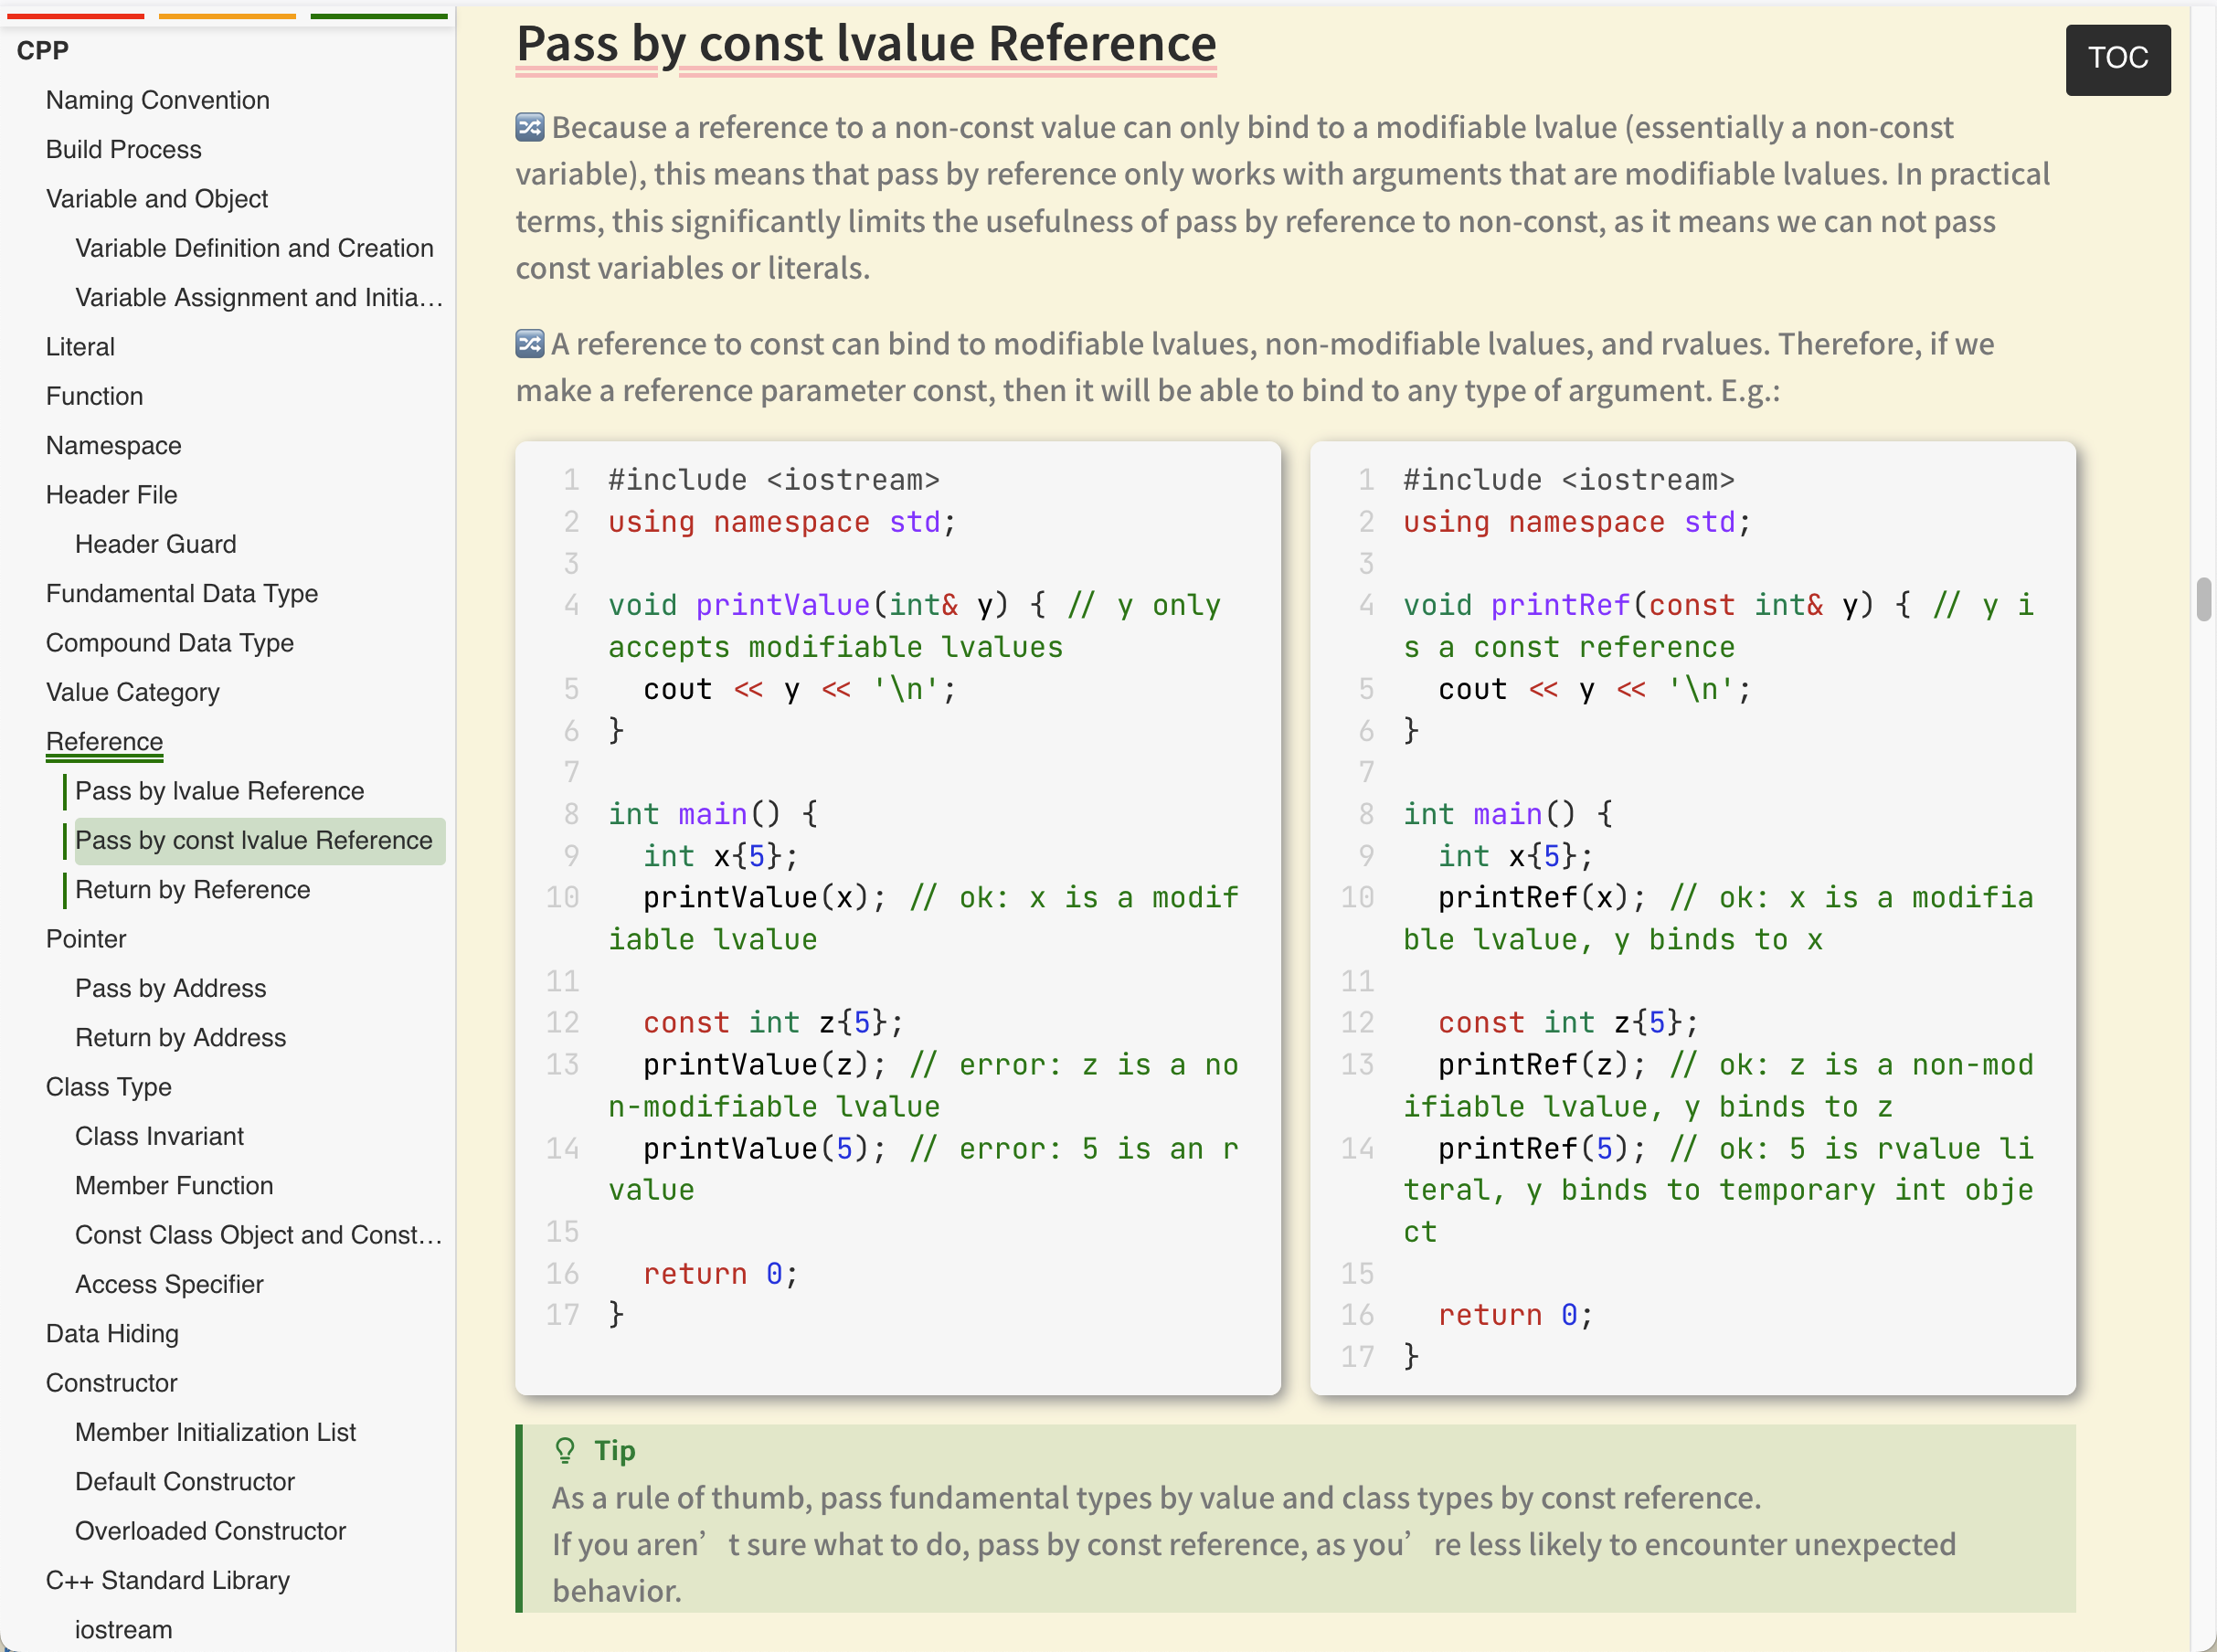 CPP
Naming Convention
Build Process
Variable and Object
Variable Definition and Creation
Variable Assignment and Initia…
Literal
Function
Namespace
Header File
Header Guard
Fundamental Data Type
Compound Data Type
Value Category
Reference
Pass by lvalue Reference
Pass by const lvalue Reference
Return by Reference
Pointer
Pass by Address
Return by Address
Class Type
Class Invariant
Member Function
Const Class Object and Const…
Access Specifier
Data Hiding
Constructor
Member Initialization List
Default Constructor
Overloaded Constructor
C++ Standard Library
iostream
Pass by const lvalue Reference
TOC
🔀 Because a reference to a non-const value can only bind to a modifiable lvalue (essentially a non-const
variable), this means that pass by reference only works with arguments that are modifiable lvalues. In practical
terms, this significantly limits the usefulness of pass by reference to non-const, as it means we can not pass
const variables or literals.
🔀 A reference to const can bind to modifiable lvalues, non-modifiable lvalues, and rvalues. Therefore, if we
make a reference parameter const, then it will be able to bind to any type of argument. E.g.:
1 #include <iostream>
2 using namespace std;
3
4 void printValue(int& y) { // y only
accepts modifiable lvalues
5   cout << y << '\n';
6 }
7
8 int main() {
9   int x{5};
10   printValue(x); // ok: x is a modif
iable lvalue
11
12   const int z{5};
13   printValue(z); // error: z is a no
n-modifiable lvalue
14   printValue(5); // error: 5 is an r
value
15
16   return 0;
17 }
1 #include <iostream>
2 using namespace std;
3
4 void printRef(const int& y) { // y i
s a const reference
5   cout << y << '\n';
6 }
7
8 int main() {
9   int x{5};
10   printRef(x); // ok: x is a modifia
ble lvalue, y binds to x
11
12   const int z{5};
13   printRef(z); // ok: z is a non-mod
ifiable lvalue, y binds to z
14   printRef(5); // ok: 5 is rvalue li
teral, y binds to temporary int obje
ct
15
16   return 0;
17 }
Tip
As a rule of thumb, pass fundamental types by value and class types by const reference.
If you aren’t sure what to do, pass by const reference, as you’re less likely to encounter unexpected
behavior.